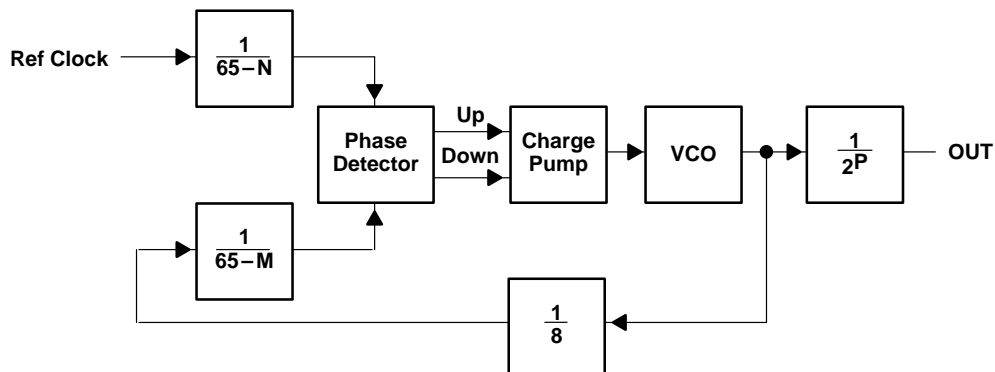 Ref Clock
1
65–N
Phase
Detector
Up
Down
Charge
Pump
VCO
1
2P
OUT
1
65–M
1
8